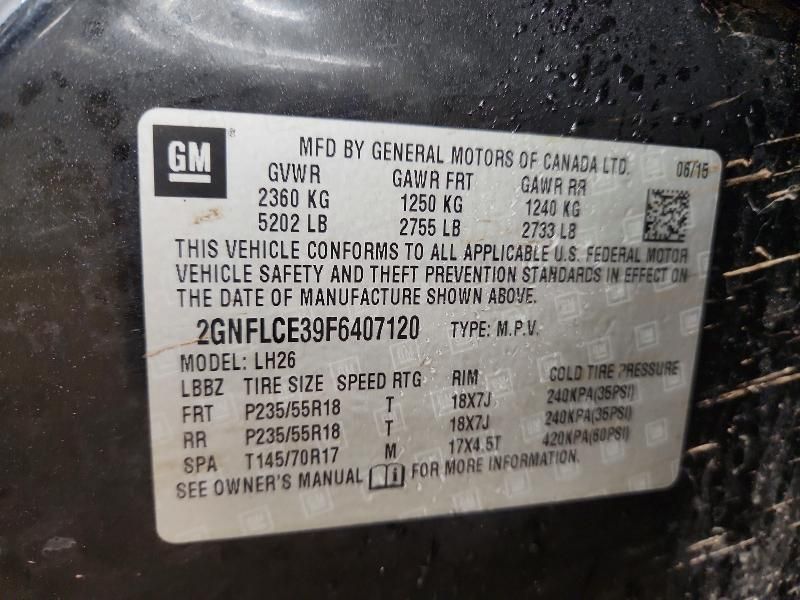 GM ®
MFD BY GENERAL MOTORS OF CANADA LTD. 06/15
GVWR GAWR FRT GAWR RR
2360 KG 1250 KG 1240 KG
5202 LB 2755 LB 2733 LB
THIS VEHICLE CONFORMS TO ALL APPLICABLE U.S. FEDERAL MOTOR
VEHICLE SAFETY AND THEFT PREVENTION STANDARDS IN EFFECT ON
THE DATE OF MANUFACTURE SHOWN ABOVE.
2GNFLCE39F6407120 TYPE: M.P.V.
MODEL: LH26
LBBZ TIRE SIZE SPEED RTG RIM COLD TIRE PRESSURE
FRT P235/55R18 T 18X7J 240KPA(35PSI)
RR P235/55R18 T 18X7J 240KPA(35PSI)
SPA T145/70R17 M 17X4.5T 420KPA(60PSI)
SEE OWNER'S MANUAL FOR MORE INFORMATION.